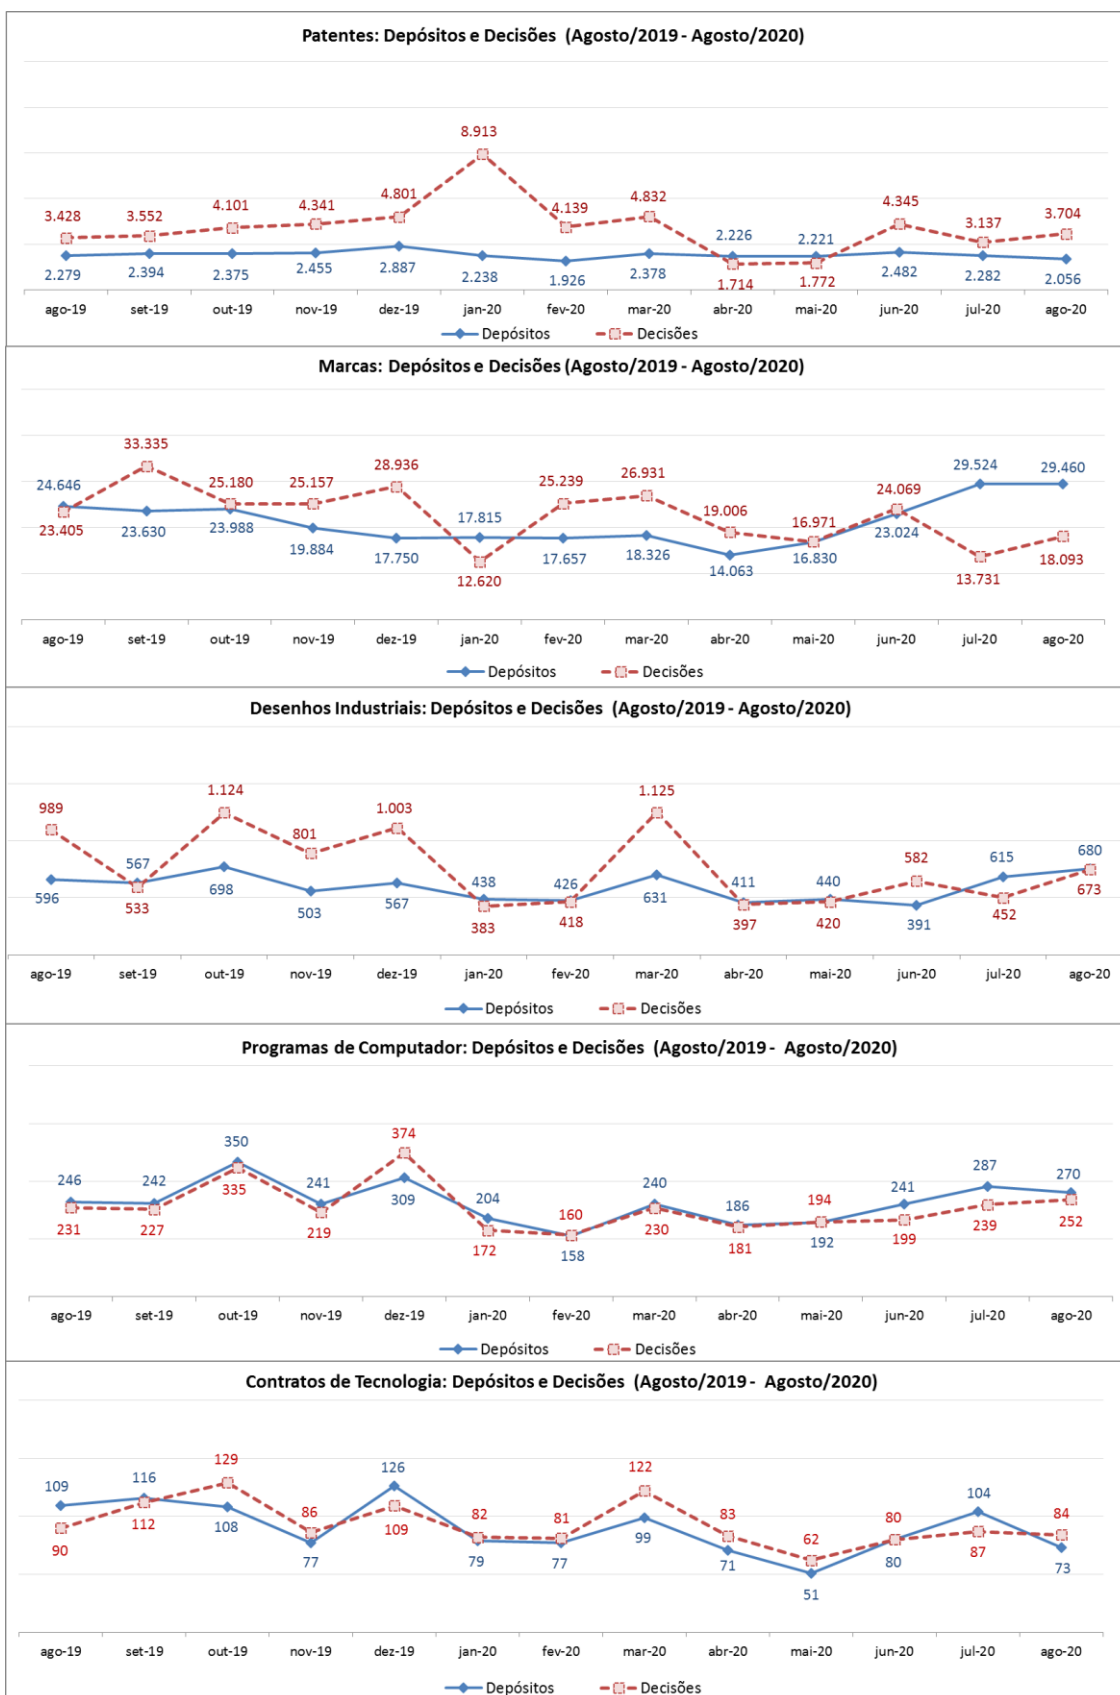 Patentes: Depósitos e Decisões (Agosto/2019 - Agosto/2020)
8.913
3.428 3.552 4.101 4.341 4.801 4.139 4.832 2.226 2.221 4.345 3.137 3.704
2.279 2.394 2.375 2.455 2.887 2.238 1.926 2.378 1.714 1.772 2.482 2.282 2.056
ago-19 set-19 out-19 nov-19 dez-19 jan-20 fev-20 mar-20 abr-20 mai-20 jun-20 jul-20 ago-20
Depósitos Decisões
Marcas: Depósitos e Decisões (Agosto/2019 - Agosto/2020)
24.646 33.335 25.180 25.157 28.936 17.815 25.239 26.931 19.006 16.971 24.069 29.524 29.460
23.405 23.630 23.988 19.884 17.750 12.620 17.657 18.326 14.063 16.830 23.024 13.731 18.093
ago-19 set-19 out-19 nov-19 dez-19 jan-20 fev-20 mar-20 abr-20 mai-20 jun-20 jul-20 ago-20
Depósitos Decisões
Desenhos Industriais: Depósitos e Decisões (Agosto/2019 - Agosto/2020)
989 567 1.124 801 1.003 438 426 1.125 411 440 582 615 680
596 533 698 503 567 383 418 631 397 420 391 452 673
ago-19 set-19 out-19 nov-19 dez-19 jan-20 fev-20 mar-20 abr-20 mai-20 jun-20 jul-20 ago-20
Depósitos Decisões
Programas de Computador: Depósitos e Decisões (Agosto/2019 - Agosto/2020)
246 242 350 241 374 204 160 240 186 194 241 287 270
231 227 335 219 309 172 158 230 181 192 199 239 252
ago-19 set-19 out-19 nov-19 dez-19 jan-20 fev-20 mar-20 abr-20 mai-20 jun-20 jul-20 ago-20
Depósitos Decisões
Contratos de Tecnologia: Depósitos e Decisões (Agosto/2019 - Agosto/2020)
109 116 129 86 126 82 81 122 83 62 80 104 84
90 112 108 77 109 79 77 99 71 51 80 87 73
ago-19 set-19 out-19 nov-19 dez-19 jan-20 fev-20 mar-20 abr-20 mai-20 jun-20 jul-20 ago-20
Depósitos Decisões